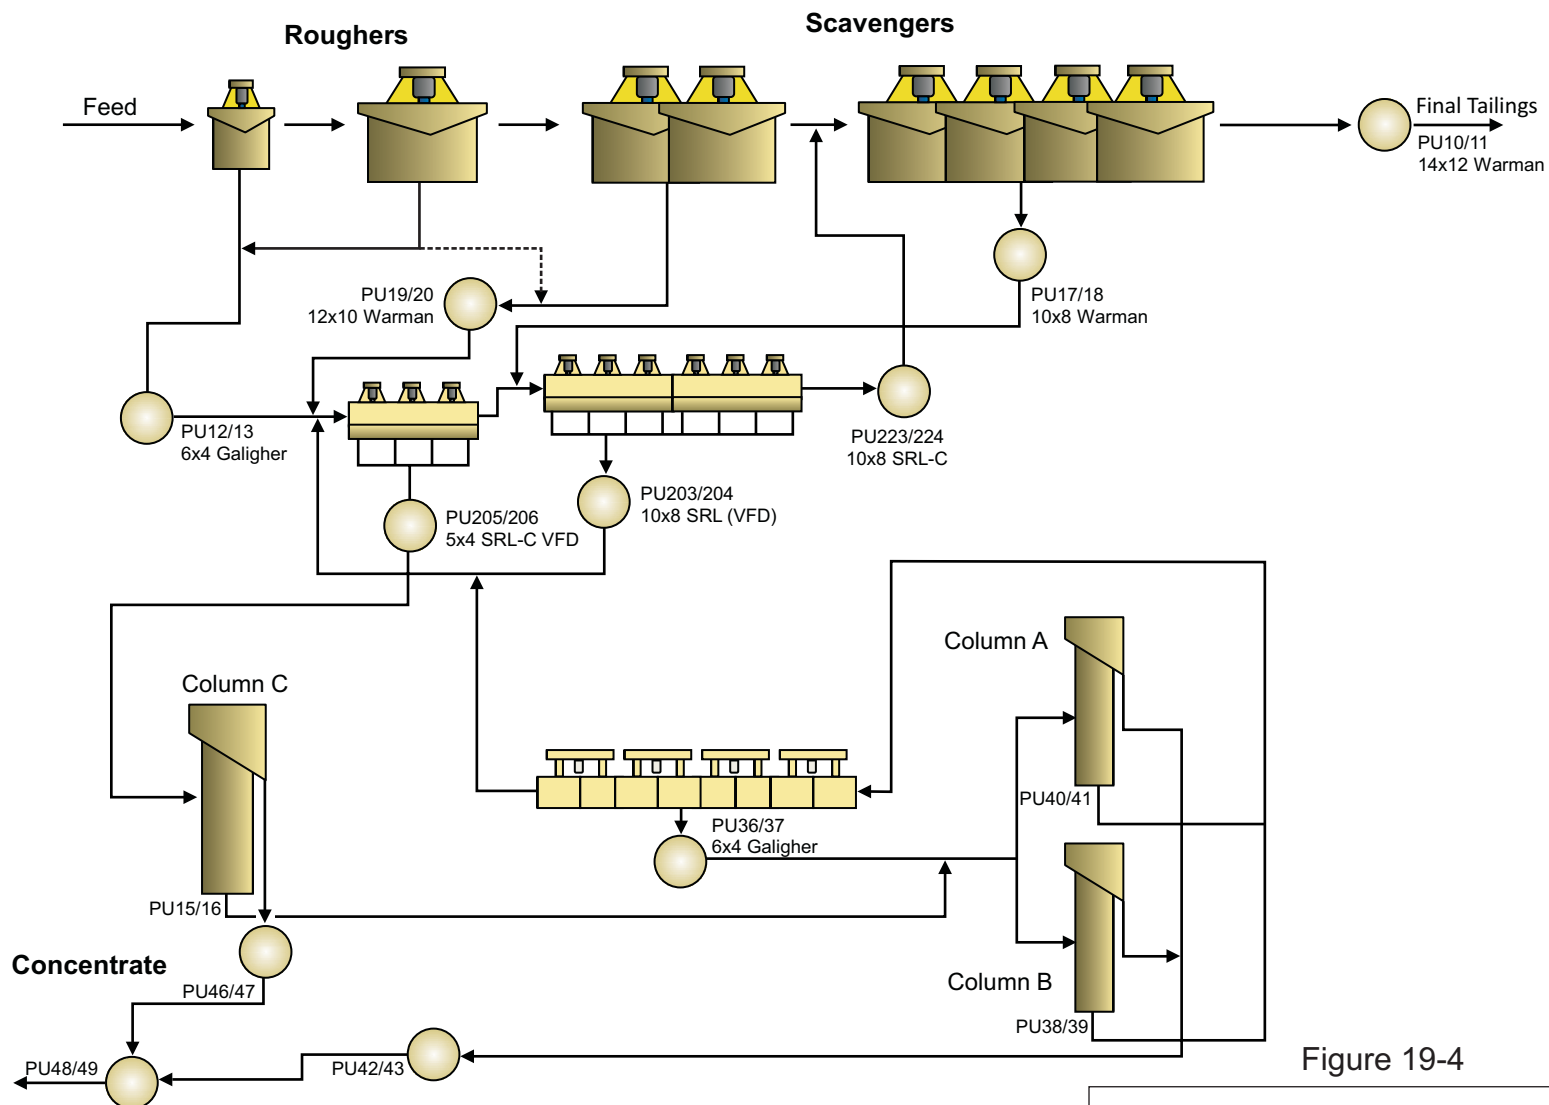 Roughers
Scavengers
Feed
Final Tailings
PU10/11
14x12 Warman
PU19/20
12x10 Warman
PU17/18
10x8 Warman
PU12/13
6x4 Galigher
PU223/224
10x8 SRL-C
PU205/206
5x4 SRL-C VFD
PU203/204
10x8 SRL (VFD)
Column A
Column C
PU40/41
PU36/37
6x4 Galigher
PU15/16
Concentrate
PU46/47
Column B
PU38/39
PU48/49
PU42/43
Figure 19-4